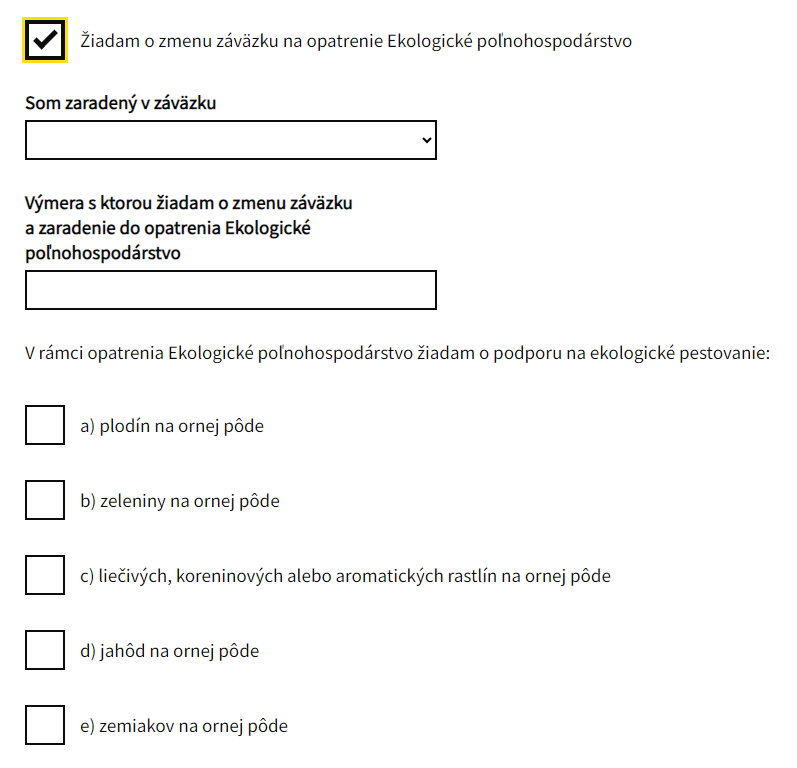 Žiadam o zmenu záväzku na opatrenie Ekologické poľnohospodárstvo
Som zaradený v záväzku
Výmera s ktorou žiadam o zmenu záväzku
a zaradenie do opatrenia Ekologické
poľnohospodárstvo
V rámci opatrenia Ekologické poľnohospodárstvo žiadam o podporu na ekologické pestovanie:
a) plodín na ornej pôde
b) zeleniny na ornej pôde
c) liečivých, koreninových alebo aromatických rastlín na ornej pôde
d) jahôd na ornej pôde
e) zemiakov na ornej pôde